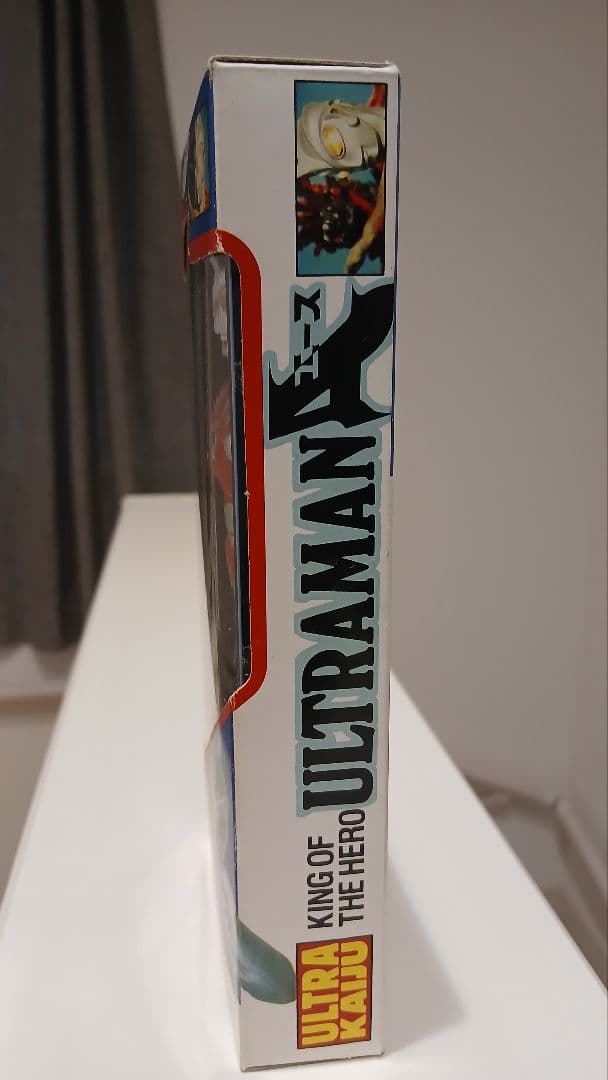 ULTRA
KAIJU
KING OF
THE HERO
ULTRAMAN A
エース